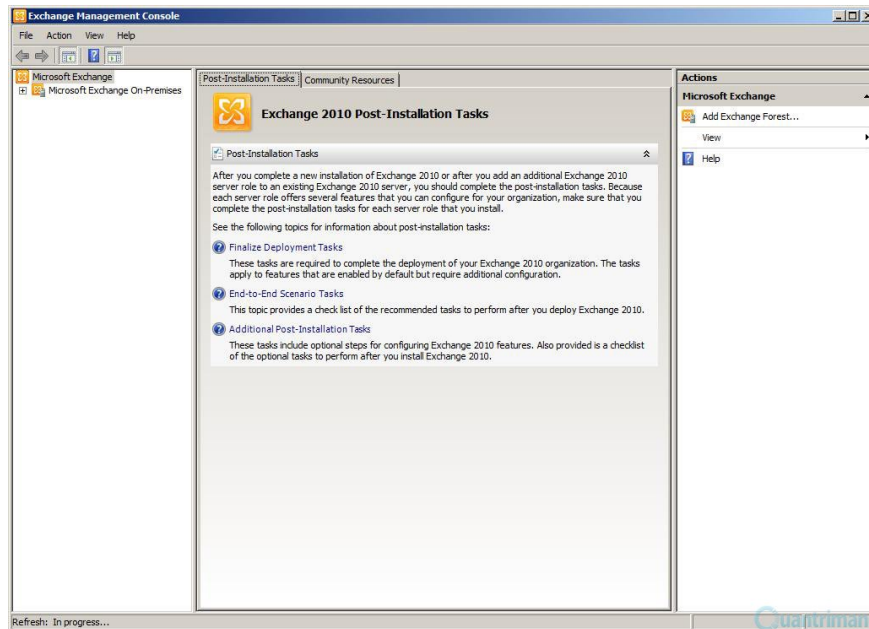 Exchange Management Console
File Action View Help
Microsoft Exchange
Microsoft Exchange On-Premises
Post-Installation Tasks
Community Resources
Exchange 2010 Post-Installation Tasks
Post-Installation Tasks
After you complete a new installation of Exchange 2010 or after you add an additional Exchange 2010
server role to an existing Exchange 2010 server, you should complete the post-installation tasks. Because
each server role offers several features that you can configure for your organization, make sure that you
complete the post-installation tasks for each server role that you install.
See the following topics for information about post-installation tasks:
Finalize Deployment Tasks
These tasks are required to complete the deployment of your Exchange 2010 organization. The tasks
apply to features that are enabled by default but require additional configuration.
End-to-End Scenario Tasks
This topic provides a check list of the recommended tasks to perform after you deploy Exchange 2010.
Additional Post-Installation Tasks
These tasks include optional steps for configuring Exchange 2010 features. Also provided is a checklist
of the optional tasks to perform after you install Exchange 2010.
Actions
Microsoft Exchange
Add Exchange Forest...
View
Help
Refresh: In progress...
Quantriman